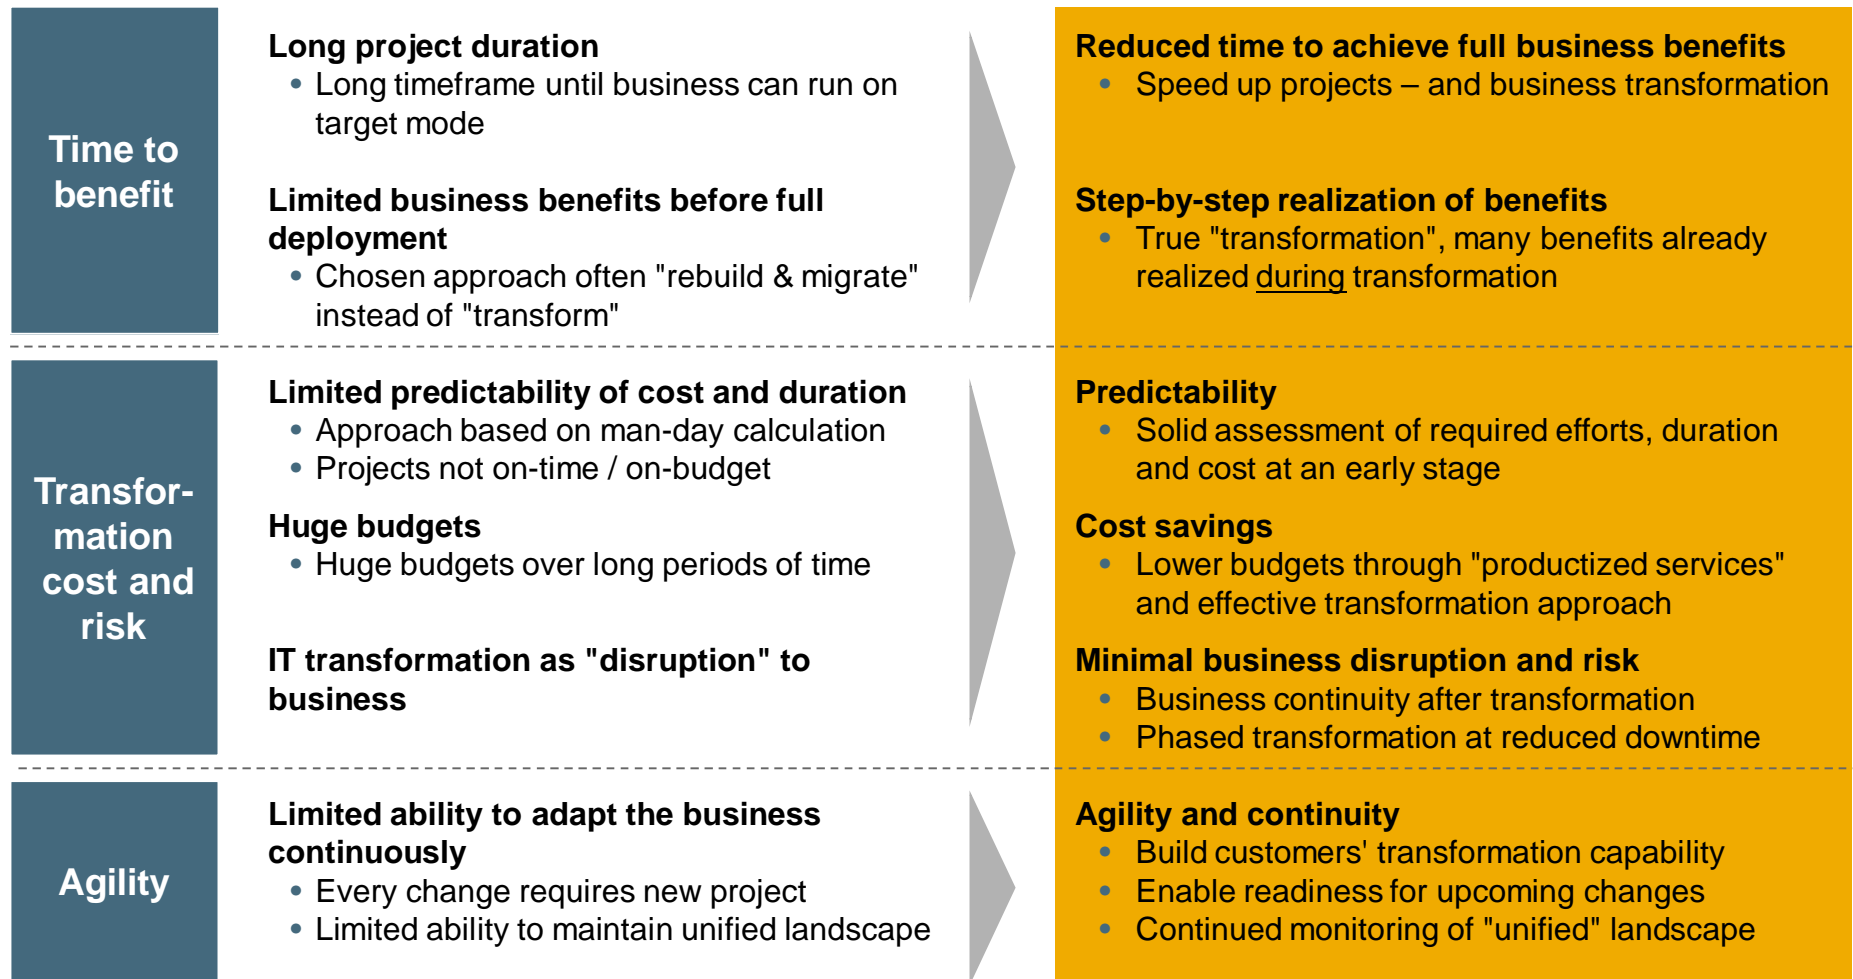 Time to
benefit
Long project duration
• Long timeframe until business can run on
target mode
Limited business benefits before full
deployment
• Chosen approach often "rebuild & migrate"
instead of "transform"
Reduced time to achieve full business benefits
• Speed up projects – and business transformation
Step-by-step realization of benefits
• True "transformation", many benefits already
realized during transformation
Transfor-
mation
cost and
risk
Limited predictability of cost and duration
• Approach based on man-day calculation
• Projects not on-time / on-budget
Huge budgets
• Huge budgets over long periods of time
IT transformation as "disruption" to
business
Predictability
• Solid assessment of required efforts, duration
and cost at an early stage
Cost savings
• Lower budgets through "productized services"
and effective transformation approach
Minimal business disruption and risk
• Business continuity after transformation
• Phased transformation at reduced downtime
Agility
Limited ability to adapt the business
continuously
• Every change requires new project
• Limited ability to maintain unified landscape
Agility and continuity
• Build customers' transformation capability
• Enable readiness for upcoming changes
• Continued monitoring of "unified" landscape